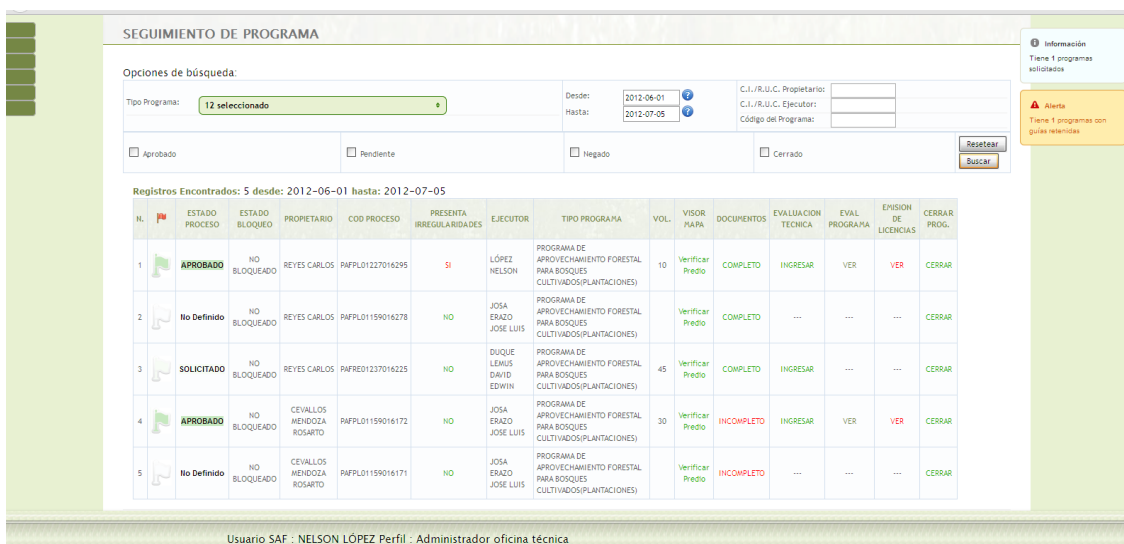 SEGUIMIENTO DE PROGRAMA
Información
Tiene 1 programas
solicitados
Alerta
Tiene 1 programas con
guías retenidas
Opciones de búsqueda:
Tipo Programa: 12 seleccionado
Desde: 2012-06-01
Hasta: 2012-07-05
C.I./R.U.C. Propietario:
C.I./R.U.C. Ejecutor:
Código del Programa:
Aprobado Pendiente Negado Cerrado
Resetear
Buscar
Registros Encontrados: 5 desde: 2012-06-01 hasta: 2012-07-05
N. ESTADO PROCESO ESTADO BLOQUEO PROPIETARIO COD PROCESO PRESENTA IRREGULARIDADES EJECUTOR TIPO PROGRAMA VOL. VISOR MAPA DOCUMENTOS EVALUACION TECNICA EVAL PROGRAMA EMISION DE LICENCIAS CERRAR PROG.
1 APROBADO NO BLOQUEADO REYES CARLOS PAFPL01227016295 SI LÓPEZ NELSON PROGRAMA DE APROVECHAMIENTO FORESTAL PARA BOSQUES CULTIVADOS(PLANTACIONES) 10 Verificar Predio COMPLETO INGRESAR VER VER CERRAR
2 No Definido NO BLOQUEADO REYES CARLOS PAFPL01159016278 NO JOSA ERAZO JOSE LUIS PROGRAMA DE APROVECHAMIENTO FORESTAL PARA BOSQUES CULTIVADOS(PLANTACIONES) Verificar Predio COMPLETO --- --- --- CERRAR
3 SOLICITADO NO BLOQUEADO REYES CARLOS PAFRE01237016225 NO DUQUE LEMUS DAVID EDWIN PROGRAMA DE APROVECHAMIENTO FORESTAL PARA BOSQUES CULTIVADOS(PLANTACIONES) 45 Verificar Predio COMPLETO INGRESAR --- --- CERRAR
4 APROBADO NO BLOQUEADO CEVALLOS MENDOZA ROSARTO PAFPL01159016172 NO JOSA ERAZO JOSE LUIS PROGRAMA DE APROVECHAMIENTO FORESTAL PARA BOSQUES CULTIVADOS(PLANTACIONES) 30 Verificar Predio INCOMPLETO INGRESAR VER VER CERRAR
5 No Definido NO BLOQUEADO CEVALLOS MENDOZA ROSARTO PAFPL01159016171 NO JOSA ERAZO JOSE LUIS PROGRAMA DE APROVECHAMIENTO FORESTAL PARA BOSQUES CULTIVADOS(PLANTACIONES) Verificar Predio INCOMPLETO --- --- --- CERRAR
Usuario SAF : NELSON LÓPEZ Perfil : Administrador oficina técnica